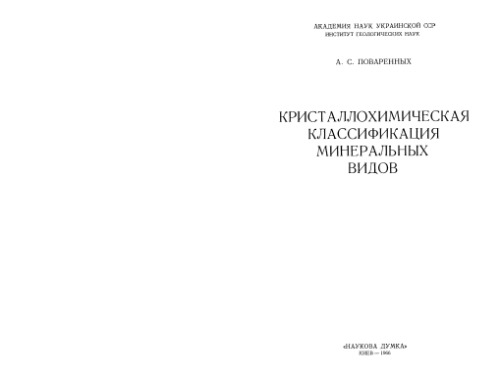 АКАДЕМИЯ НАУК УКРАИНСКОЙ ССР
ИНСТИТУТ ГЕОЛОГИЧЕСКИХ НАУК
А. С. ПОВАРЕННЫХ
КРИСТАЛЛОХИМИЧЕСКАЯ
КЛАССИФИКАЦИЯ
МИНЕРАЛЬНЫХ
ВИДОВ
«НАУКОВА ДУМКА»
КИЕВ — 1966